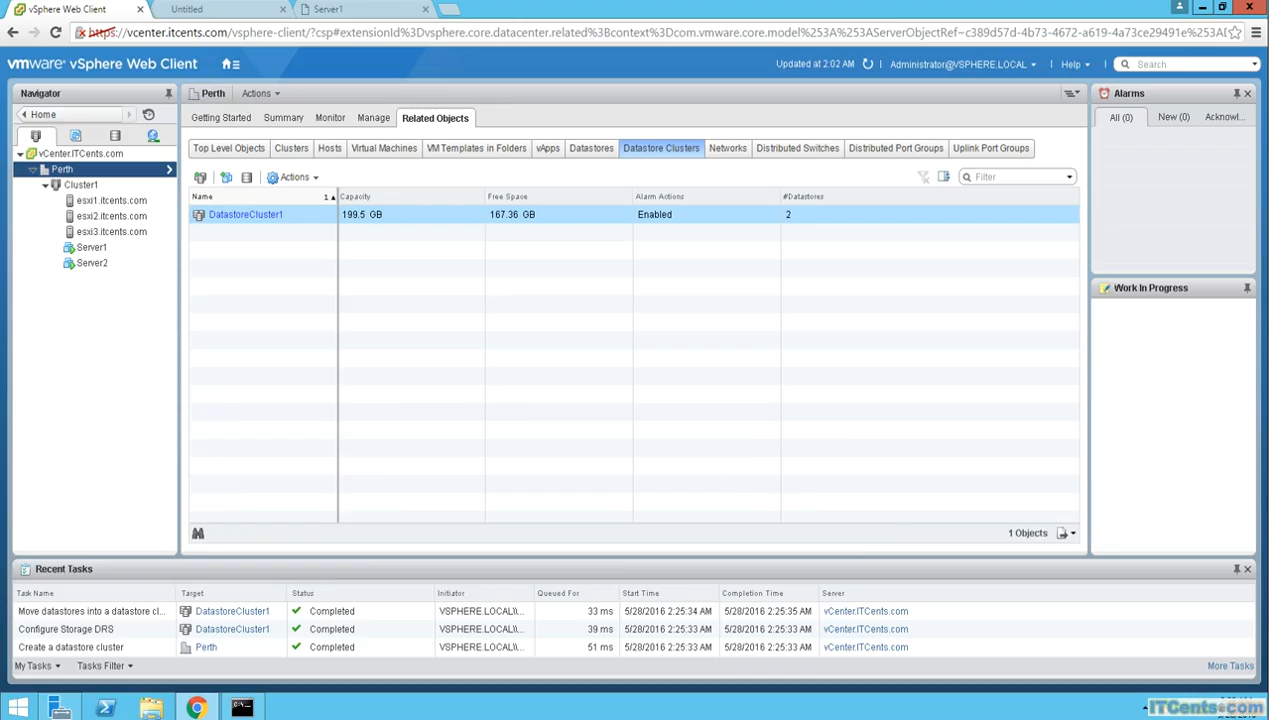 vSphere Web Client
Untitled
Server1
https://vcenter.itcents.com/vsphere-client/?csp#extensionId%3Dvsphere.core.datacenter.related%3Bcontext%3Dcom.vmware.core.model%253A%253AServerObjectRef~c389d57d-4b73-4672-a619-4a73ce29491e%253A
vmware® vSphere Web Client
Updated at 2:02 AM
Administrator@VSPHERE.LOCAL
Help
Search
Navigator
Home
vCenter.ITCents.com
Perth
Cluster1
esxi1.itcents.com
esxi2.itcents.com
esxi3.itcents.com
Server1
Server2
Perth Actions
Getting Started Summary Monitor Manage Related Objects
Top Level Objects Clusters Hosts Virtual Machines VM Templates in Folders vApps Datastores Datastore Clusters Networks Distributed Switches Distributed Port Groups Uplink Port Groups
Actions Filter
Name 1 Capacity Free Space Alarm Actions #Datastores
DatastoreCluster1 199.5 GB 167.36 GB Enabled 2
1 Objects
Alarms
All (0) New (0) Acknowl...
Work In Progress
Recent Tasks
Task Name Target Status Initiator Queued For Start Time Completion Time Server
Move datastores into a datastore cl... DatastoreCluster1 Completed VSPHERE.LOCAL\\... 33 ms 5/28/2016 2:25:34 AM 5/28/2016 2:25:35 AM vCenter.ITCents.com
Configure Storage DRS DatastoreCluster1 Completed VSPHERE.LOCAL\\... 39 ms 5/28/2016 2:25:33 AM 5/28/2016 2:25:33 AM vCenter.ITCents.com
Create a datastore cluster Perth Completed VSPHERE.LOCAL\\... 51 ms 5/28/2016 2:25:33 AM 5/28/2016 2:25:33 AM vCenter.ITCents.com
My Tasks Tasks Filter More Tasks
ITCents.com